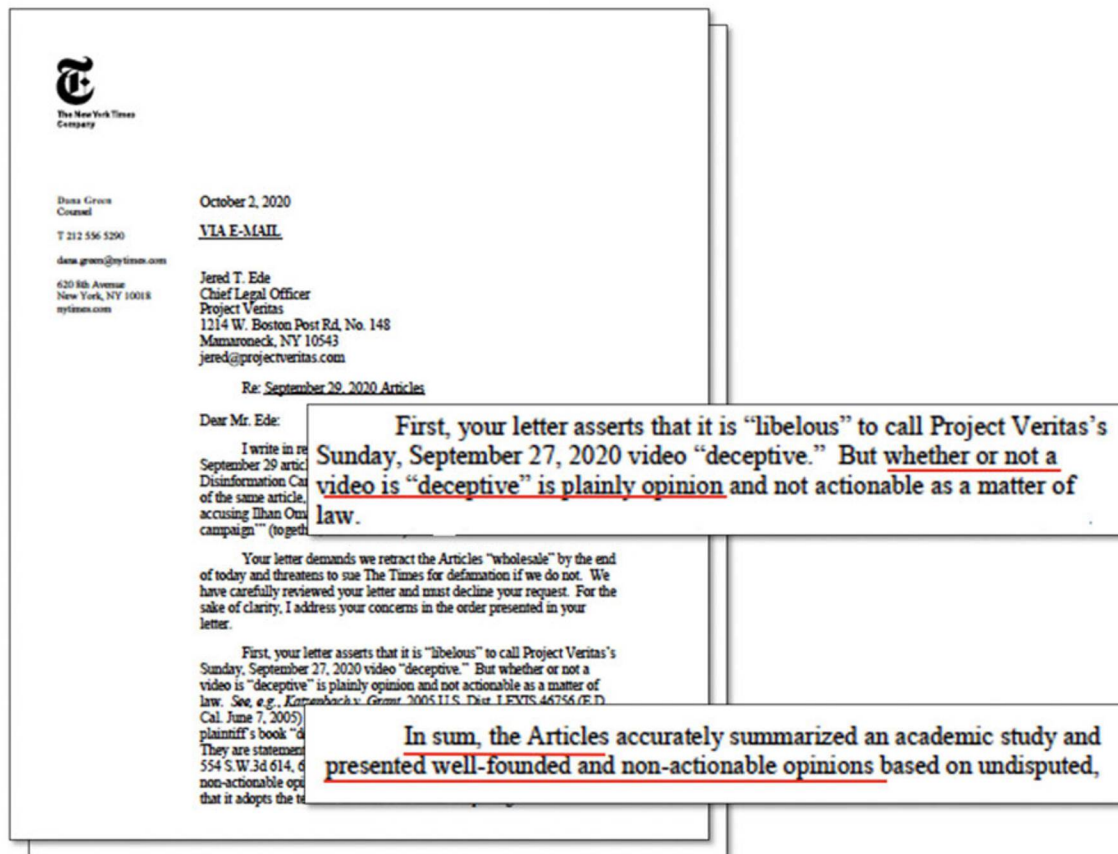 The New York Times
Company
Dana Green
Counsel
T 212 556 5290
dana.green@nytimes.com
620 8th Avenue
New York, NY 10018
nytimes.com
October 2, 2020
VIA E-MAIL
Jered T. Ede
Chief Legal Officer
Project Veritas
1214 W. Boston Post Rd, No. 148
Mamaroneck, NY 10543
jered@projectveritas.com
Re: September 29, 2020 Articles
Dear Mr. Ede:
I write in re
September 29 artic
Disinformation Ca
of the same article,
accusing Ilhan Om
campaign’” (togeth
First, your letter asserts that it is “libelous” to call Project Veritas’s
Sunday, September 27, 2020 video “deceptive.” But whether or not a
video is “deceptive” is plainly opinion and not actionable as a matter of
law.
Your letter demands we retract the Articles “wholesale” by the end
of today and threatens to sue The Times for defamation if we do not. We
have carefully reviewed your letter and must decline your request. For the
sake of clarity, I address your concerns in the order presented in your
letter.
First, your letter asserts that it is “libelous” to call Project Veritas’s
Sunday, September 27, 2020 video “deceptive.” But whether or not a
video is “deceptive” is plainly opinion and not actionable as a matter of
law. See, e.g., Katzenbach v. Grant, 2005 U.S. Dist. LEXIS 46756 (E.D.
Cal. June 7, 2005)
plaintiff’s book “d
They are statement
554 S.W.3d 614, 6
non-actionable opi
that it adopts the te
In sum, the Articles accurately summarized an academic study and
presented well-founded and non-actionable opinions based on undisputed,